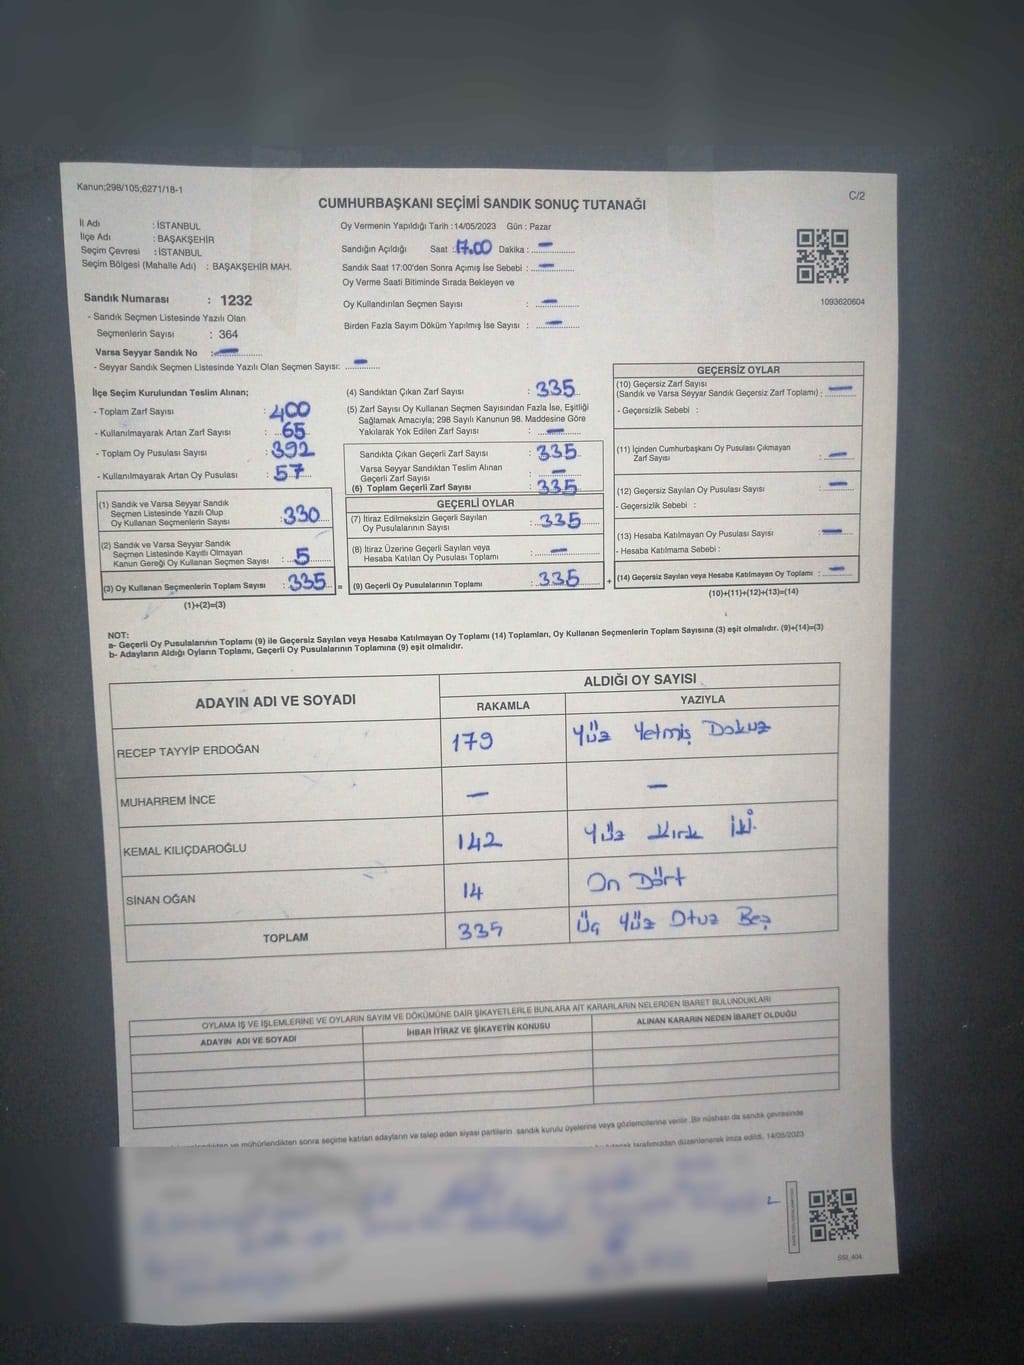 Kanun;298/105;6271/18-1
C/2
CUMHURBAŞKANI SEÇİMİ SANDIK SONUÇ TUTANAĞI
İl Adı : İSTANBUL
İlçe Adı : BAŞAKŞEHİR
Seçim Çevresi : İSTANBUL
Seçim Bölgesi (Mahalle Adı) : BAŞAKŞEHİR MAH.
Oy Vermenin Yapıldığı Tarih : 14/05/2023 Gün : Pazar
Sandığın Açıldığı Saat : 17.00 Dakika : —
Sandık Saat 17:00'den Sonra Açımış İse Sebebi : —
Oy Verme Saati Bitiminde Sırada Bekleyen ve
Oy Kullandırılan Seçmen Sayısı : —
Birden Fazla Sayım Döküm Yapılmış İse Sayısı : —
1093620604
Sandık Numarası : 1232
- Sandık Seçmen Listesinde Yazılı Olan
Seçmenlerin Sayısı : 364
Varsa Seyyar Sandık No : —
- Seyyar Sandık Seçmen Listesinde Yazılı Olan Seçmen Sayısı: —
İlçe Seçim Kurulundan Teslim Alınan;
- Toplam Zarf Sayısı : 400
- Kullanılmayarak Artan Zarf Sayısı : 65
- Toplam Oy Pusulası Sayısı : 392
- Kullanılmayarak Artan Oy Pusulası : 57
(1) Sandık ve Varsa Seyyar Sandık
Seçmen Listesinde Yazılı Olup
Oy Kullanan Seçmenlerin Sayısı : 330
(2) Sandık ve Varsa Seyyar Sandık
Seçmen Listesinde Kayıtlı Olmayan
Kanun Gereği Oy Kullanan Seçmen Sayısı : 5
(3) Oy Kullanan Seçmenlerin Toplam Sayısı : 335 =
(1)+(2)=(3)
(4) Sandıktan Çıkan Zarf Sayısı : 335
(5) Zarf Sayısı Oy Kullanan Seçmen Sayısından Fazla İse, Eşitliği
Sağlamak Amacıyla; 298 Sayılı Kanunun 98. Maddesine Göre
Yakılarak Yok Edilen Zarf Sayısı : —
Sandıkta Çıkan Geçerli Zarf Sayısı : 335
Varsa Seyyar Sandıktan Teslim Alınan
Geçerli Zarf Sayısı : —
(6) Toplam Geçerli Zarf Sayısı : 335
GEÇERLİ OYLAR
(7) İtiraz Edilmeksizin Geçerli Sayılan
Oy Pusulalarının Sayısı : 335
(8) İtiraz Üzerine Geçerli Sayılan veya
Hesaba Katılan Oy Pusulası Toplamı : —
(9) Geçerli Oy Pusulalarının Toplamı : 335 +
GEÇERSİZ OYLAR
(10) Geçersiz Zarf Sayısı
(Sandık ve Varsa Seyyar Sandık Geçersiz Zarf Toplamı) : —
- Geçersizlik Sebebi :
(11) İçinden Cumhurbaşkanı Oy Pusulası Çıkmayan
Zarf Sayısı : —
(12) Geçersiz Sayılan Oy Pusulası Sayısı : —
- Geçersizlik Sebebi :
(13) Hesaba Katılmayan Oy Pusulası Sayısı : —
- Hesaba Katılmama Sebebi :
(14) Geçersiz Sayılan veya Hesaba Katılmayan Oy Toplamı : —
(10)+(11)+(12)+(13)=(14)
NOT:
a- Geçerli Oy Pusulalarının Toplamı (9) ile Geçersiz Sayılan veya Hesaba Katılmayan Oy Toplamı (14) Toplamları, Oy Kullanan Seçmenlerin Toplam Sayısına (3) eşit olmalıdır. (9)+(14)=(3)
b- Adayların Aldığı Oyların Toplamı, Geçerli Oy Pusulalarının Toplamına (9) eşit olmalıdır.
ADAYIN ADI VE SOYADI
ALDIĞI OY SAYISI
RAKAMLA YAZIYLA
RECEP TAYYİP ERDOĞAN 179 Yüz Yetmiş Dokuz
MUHARREM İNCE — —
KEMAL KILIÇDAROĞLU 142 Yüz Kırk İki.
SİNAN OĞAN 14 On Dört
TOPLAM 335 Üç Yüz Otuz Beş
OYLAMA İŞ VE İŞLEMLERİNE VE OYLARIN SAYIM VE DÖKÜMÜNE DAİR ŞİKAYETLERLE BUNLARA AİT KARARLARIN NELERDEN İBARET BULUNDUKLARI
ADAYIN ADI VE SOYADI İHBAR İTİRAZ VE ŞİKAYETİN KONUSU ALINAN KARARIN NEDEN İBARET OLDUĞU
ve mühürlendikten sonra seçime katılan adayların ve talep eden siyasi partilerin sandık kurulu üyelerine veya gözlemcilerine verilir. Bir nüshası da sandık çevresinde
tarafımızdan düzenlenerek imza edildi. 14/05/2023
SSI_404